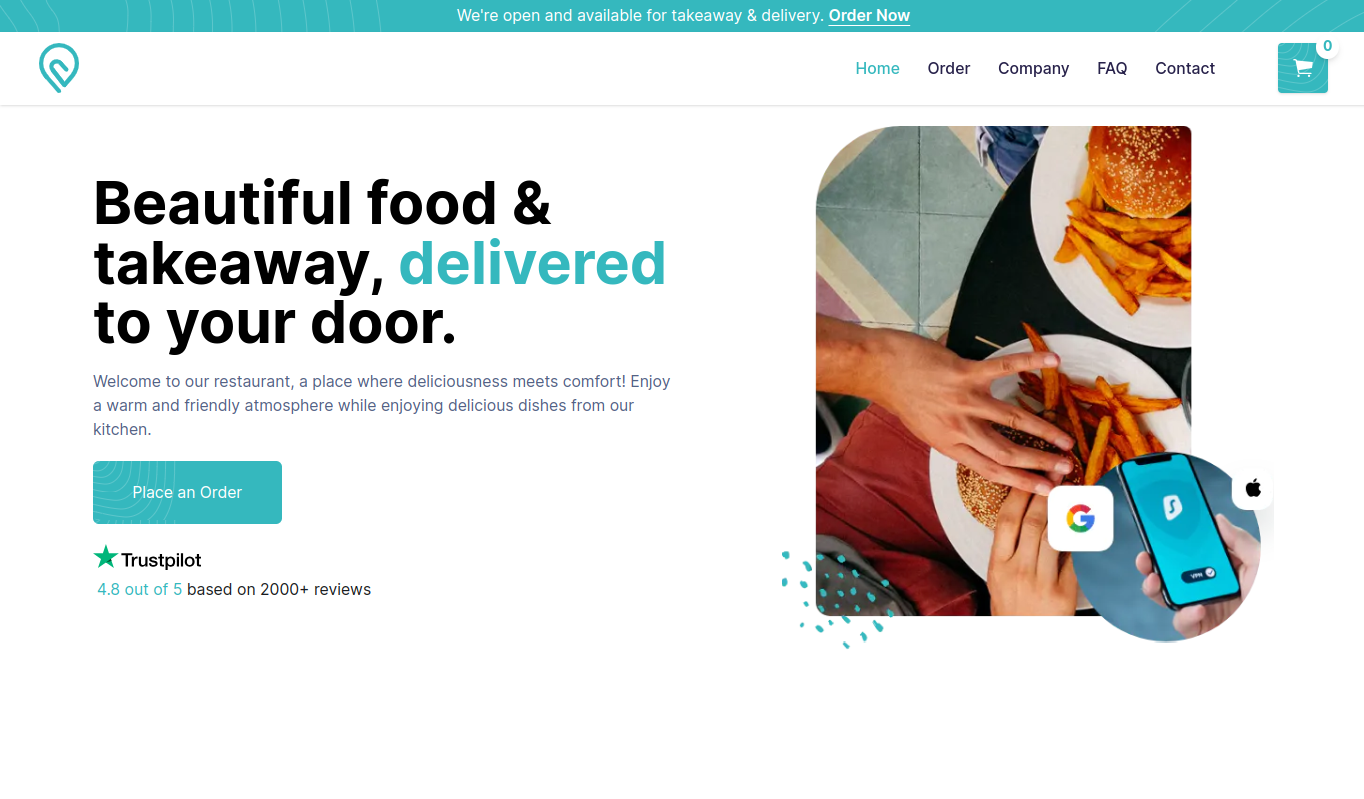 We're open and available for takeaway & delivery. Order Now
Home Order Company FAQ Contact
0
Beautiful food &
takeaway, delivered
to your door.
Welcome to our restaurant, a place where deliciousness meets comfort! Enjoy
a warm and friendly atmosphere while enjoying delicious dishes from our
kitchen.
Place an Order
Trustpilot
4.8 out of 5 based on 2000+ reviews
G
VPN